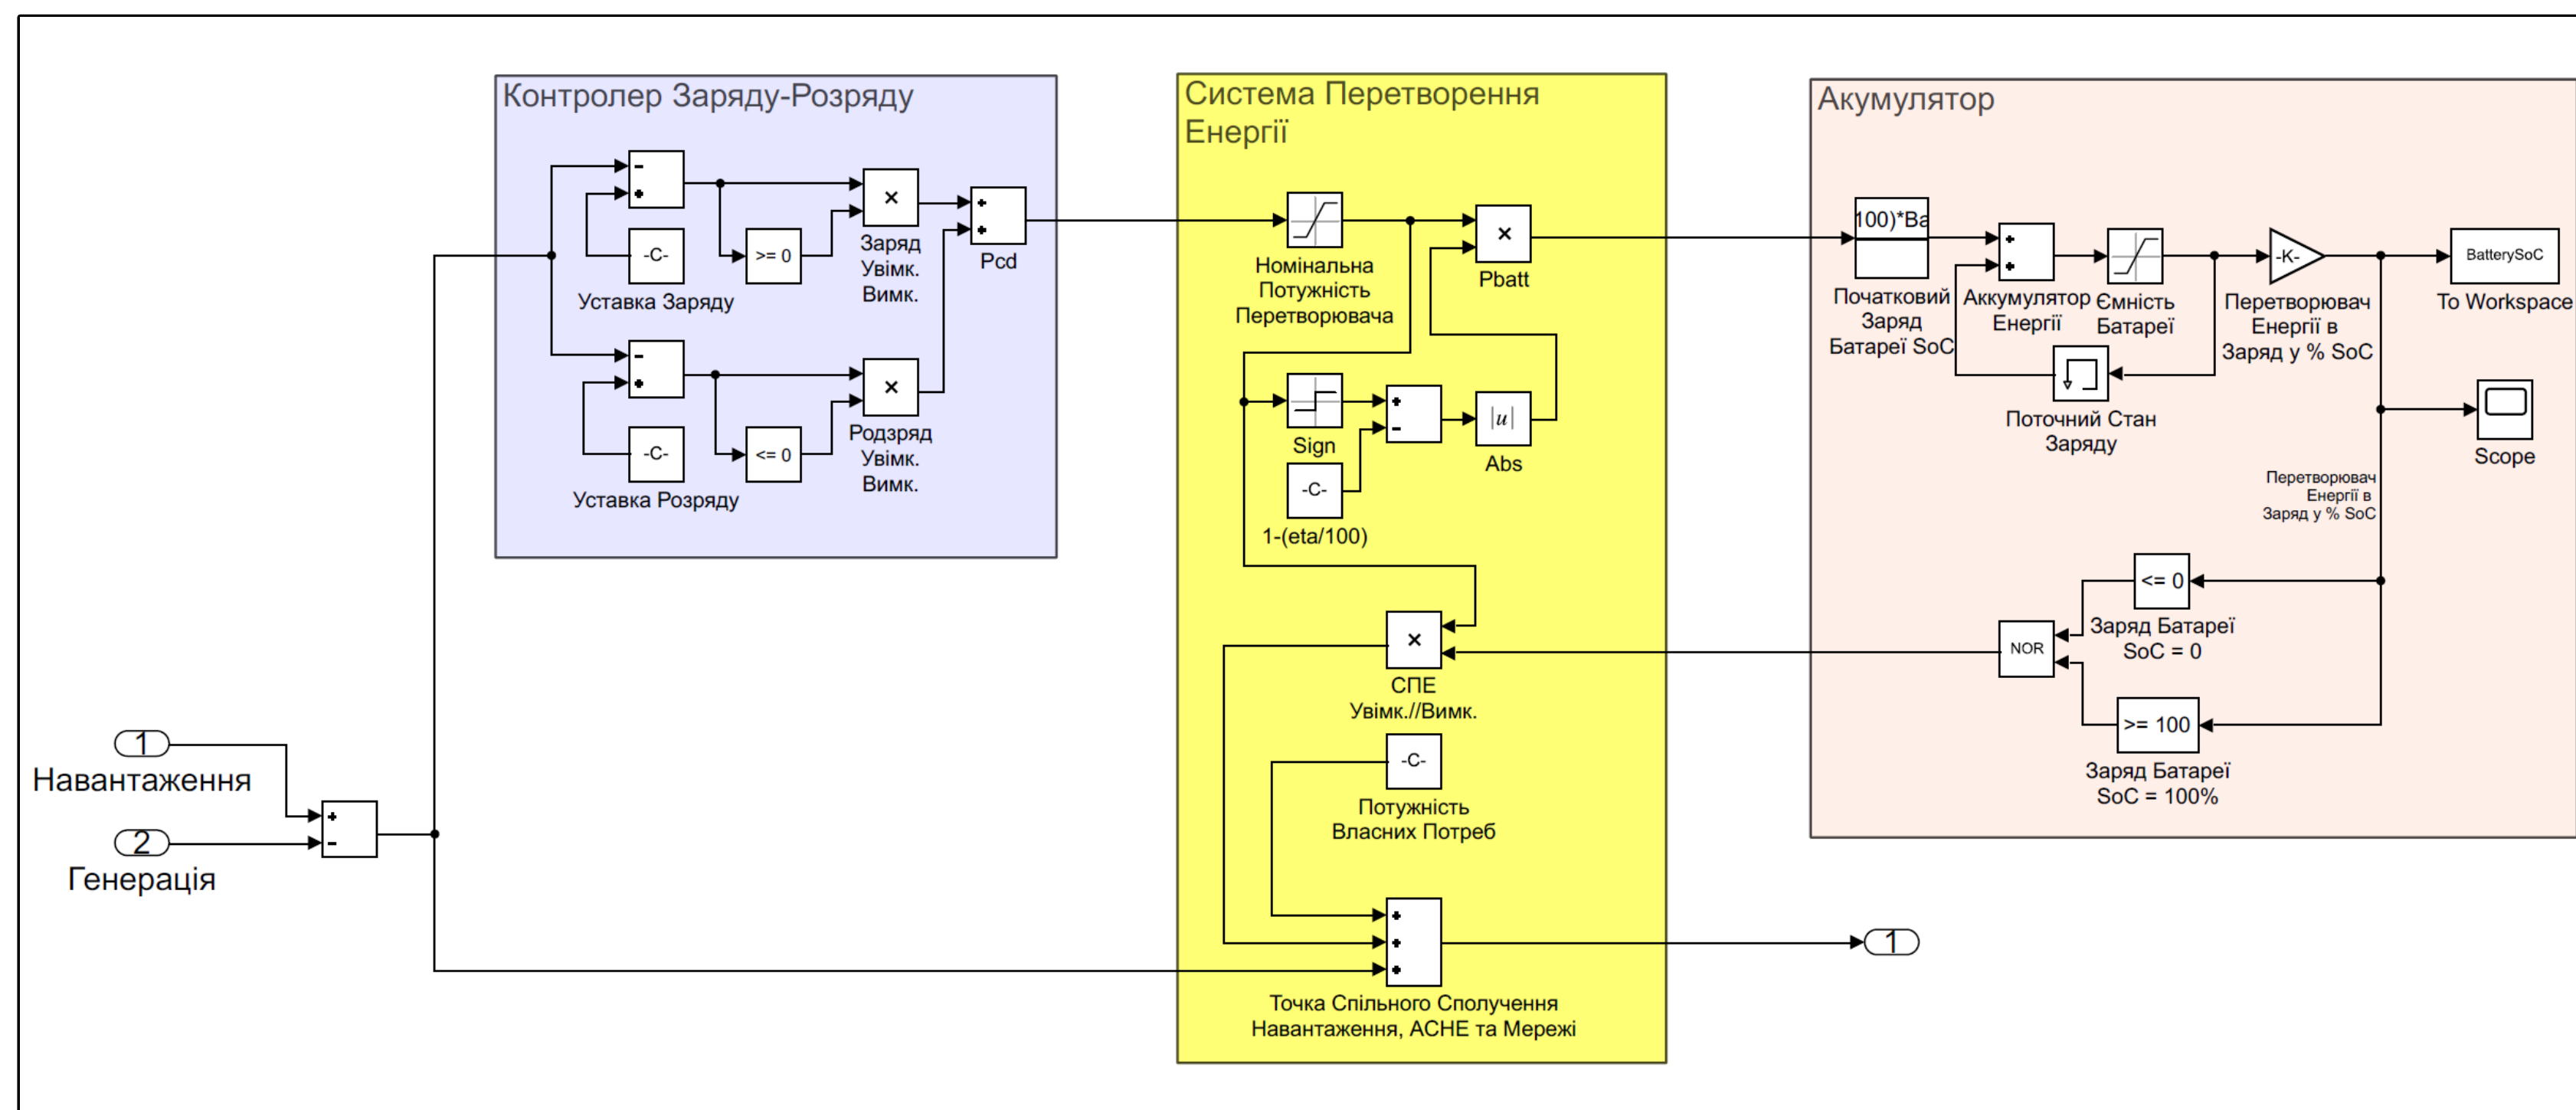 Контролер Заряду-Розряду
-
+
-C-
Уставка Заряду
>= 0
×
Заряд
Увімк.
Вимк.
+
+
Pcd
-
+
-C-
Уставка Розряду
<= 0
×
Родзряд
Увімк.
Вимк.
Система Перетворення
Енергії
Номінальна
Потужність
Перетворювача
×
Pbatt
Sign
+
-
|u|
Abs
-C-
1-(eta/100)
×
СПЕ
Увімк.//Вимк.
-C-
Потужність
Власних Потреб
+
+
+
Точка Спільного Сполучення
Навантаження, АСНЕ та Мережі
Акумулятор
100)*Ba
Початковий
Заряд
Батареї SoC
+
+
Аккумулятор
Енергії
Ємність
Батареї
-K-
Перетворювач
Енергії в
Заряд у % SoC
BatterySoC
To Workspace
Поточний Стан
Заряду
Scope
Перетворювач
Енергії в
Заряд у % SoC
<= 0
Заряд Батареї
SoC = 0
NOR
>= 100
Заряд Батареї
SoC = 100%
1
Навантаження
2
Генерація
+
-
1